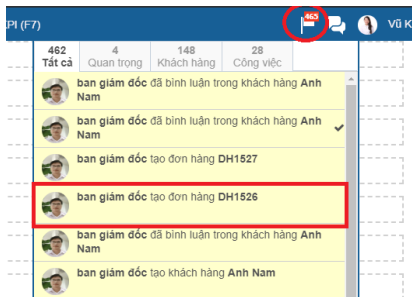 KPI (F7)
465
Vũ K
462 4 148 28
Tất cả Quan trọng Khách hàng Công việc
ban giám đốc đã bình luận trong khách hàng Anh
Nam
ban giám đốc đã bình luận trong khách hàng Anh
Nam
ban giám đốc tạo đơn hàng DH1527
ban giám đốc tạo đơn hàng DH1526
ban giám đốc đã bình luận trong khách hàng Anh
Nam
ban giám đốc tạo khách hàng Anh Nam